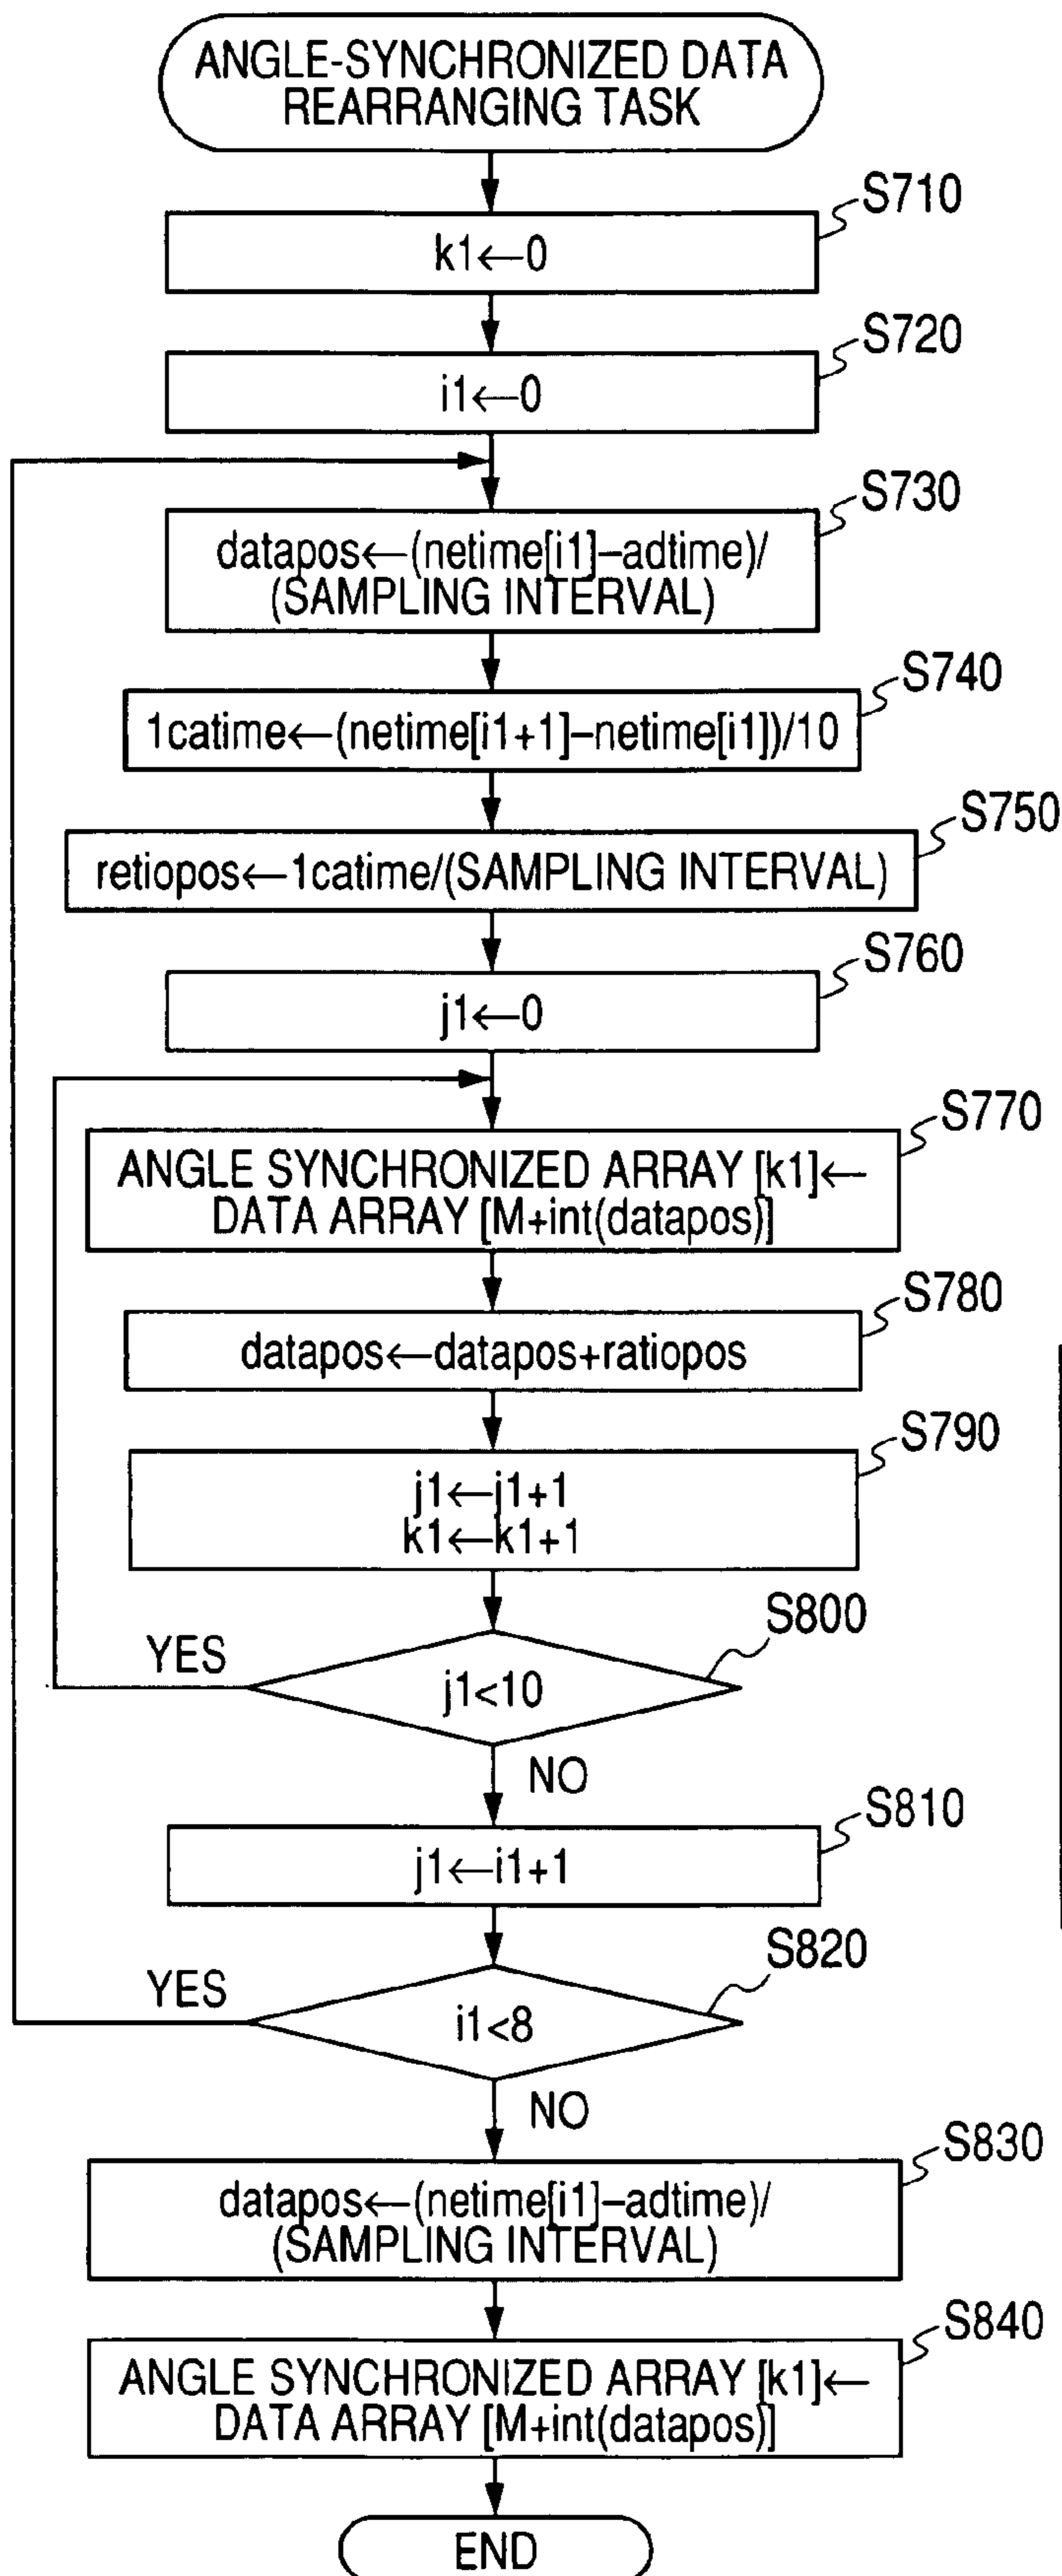 ANGLE-SYNCHRONIZED DATA
REARRANGING TASK
S710
k1←0
S720
i1←0
S730
datapos←(netime[i1]–adtime)/
(SAMPLING INTERVAL)
S740
1catime←(netime[i1+1]–netime[i1])/10
S750
retiopos←1catime/(SAMPLING INTERVAL)
S760
j1←0
S770
ANGLE SYNCHRONIZED ARRAY [k1]←
DATA ARRAY [M+int(datapos)]
S780
datapos←datapos+ratiopos
S790
j1←j1+1
k1←k1+1
S800
YES
j1<10
NO
S810
j1←i1+1
S820
YES
i1<8
NO
S830
datapos←(netime[i1]–adtime)/
(SAMPLING INTERVAL)
S840
ANGLE SYNCHRONIZED ARRAY [k1]←
DATA ARRAY [M+int(datapos)]
END